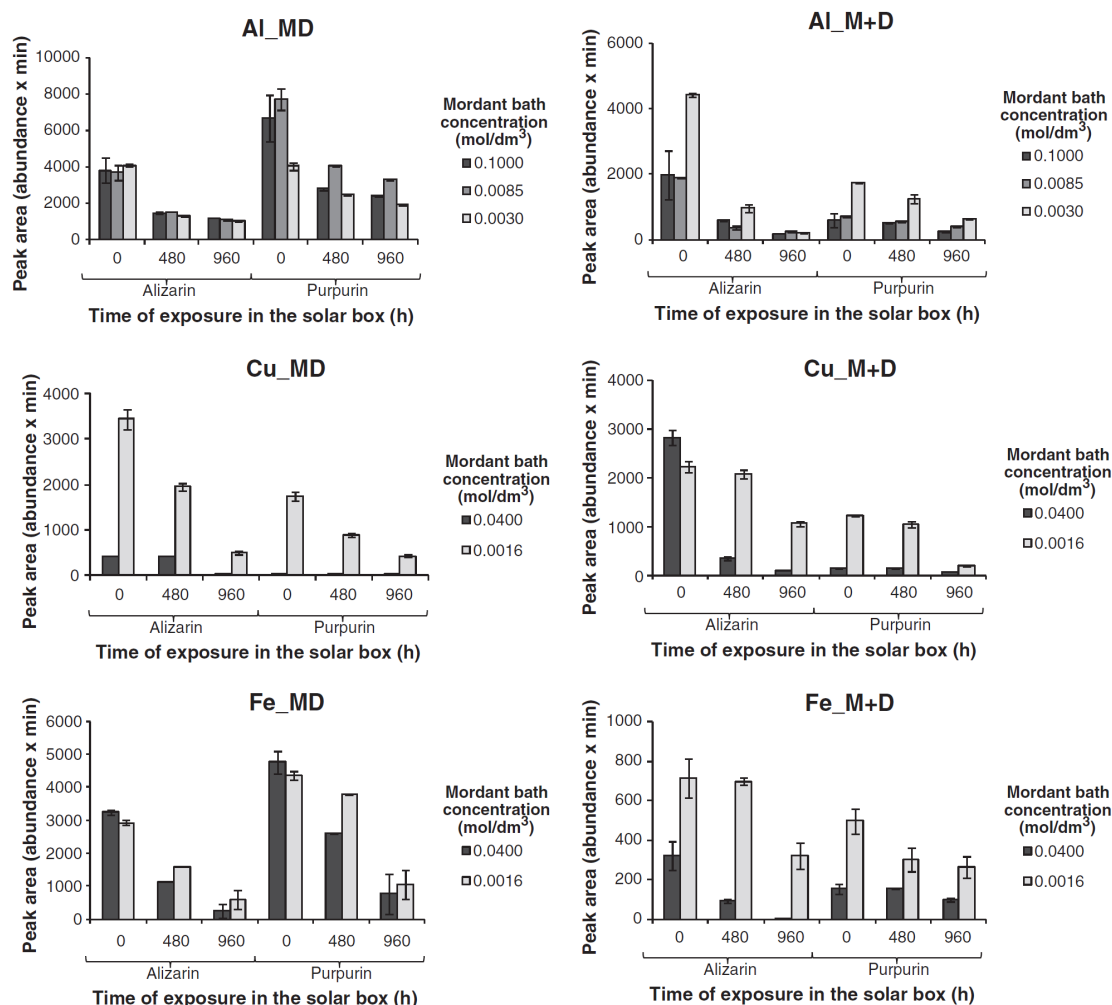 Al_MD
Peak area (abundance x min)
10000
8000
6000
4000
2000
0
0 480 960 0 480 960
Alizarin Purpurin
Time of exposure in the solar box (h)
Mordant bath
concentration
(mol/dm³)
0.1000
0.0085
0.0030
Al_M+D
Peak area (abundance x min)
6000
4000
2000
0
0 480 960 0 480 960
Alizarin Purpurin
Time of exposure in the solar box (h)
Mordant bath
concentration
(mol/dm³)
0.1000
0.0085
0.0030
Cu_MD
Peak area (abundance x min)
4000
3000
2000
1000
0
0 480 960 0 480 960
Alizarin Purpurin
Time of exposure in the solar box (h)
Mordant bath
concentration
(mol/dm³)
0.0400
0.0016
Cu_M+D
Peak area (abundance x min)
4000
3000
2000
1000
0
0 480 960 0 480 960
Alizarin Purpurin
Time of exposure in the solar box (h)
Mordant bath
concentration
(mol/dm³)
0.0400
0.0016
Fe_MD
Peak area (abundance x min)
6000
5000
4000
3000
2000
1000
0
0 480 960 0 480 960
Alizarin Purpurin
Time of exposure in the solar box (h)
Mordant bath
concentration
(mol/dm³)
0.0400
0.0016
Fe_M+D
Peak area (abundance x min)
1000
800
600
400
200
0
0 480 960 0 480 960
Alizarin Purpurin
Time of exposure in the solar box (h)
Mordant bath
concentration
(mol/dm³)
0.0400
0.0016